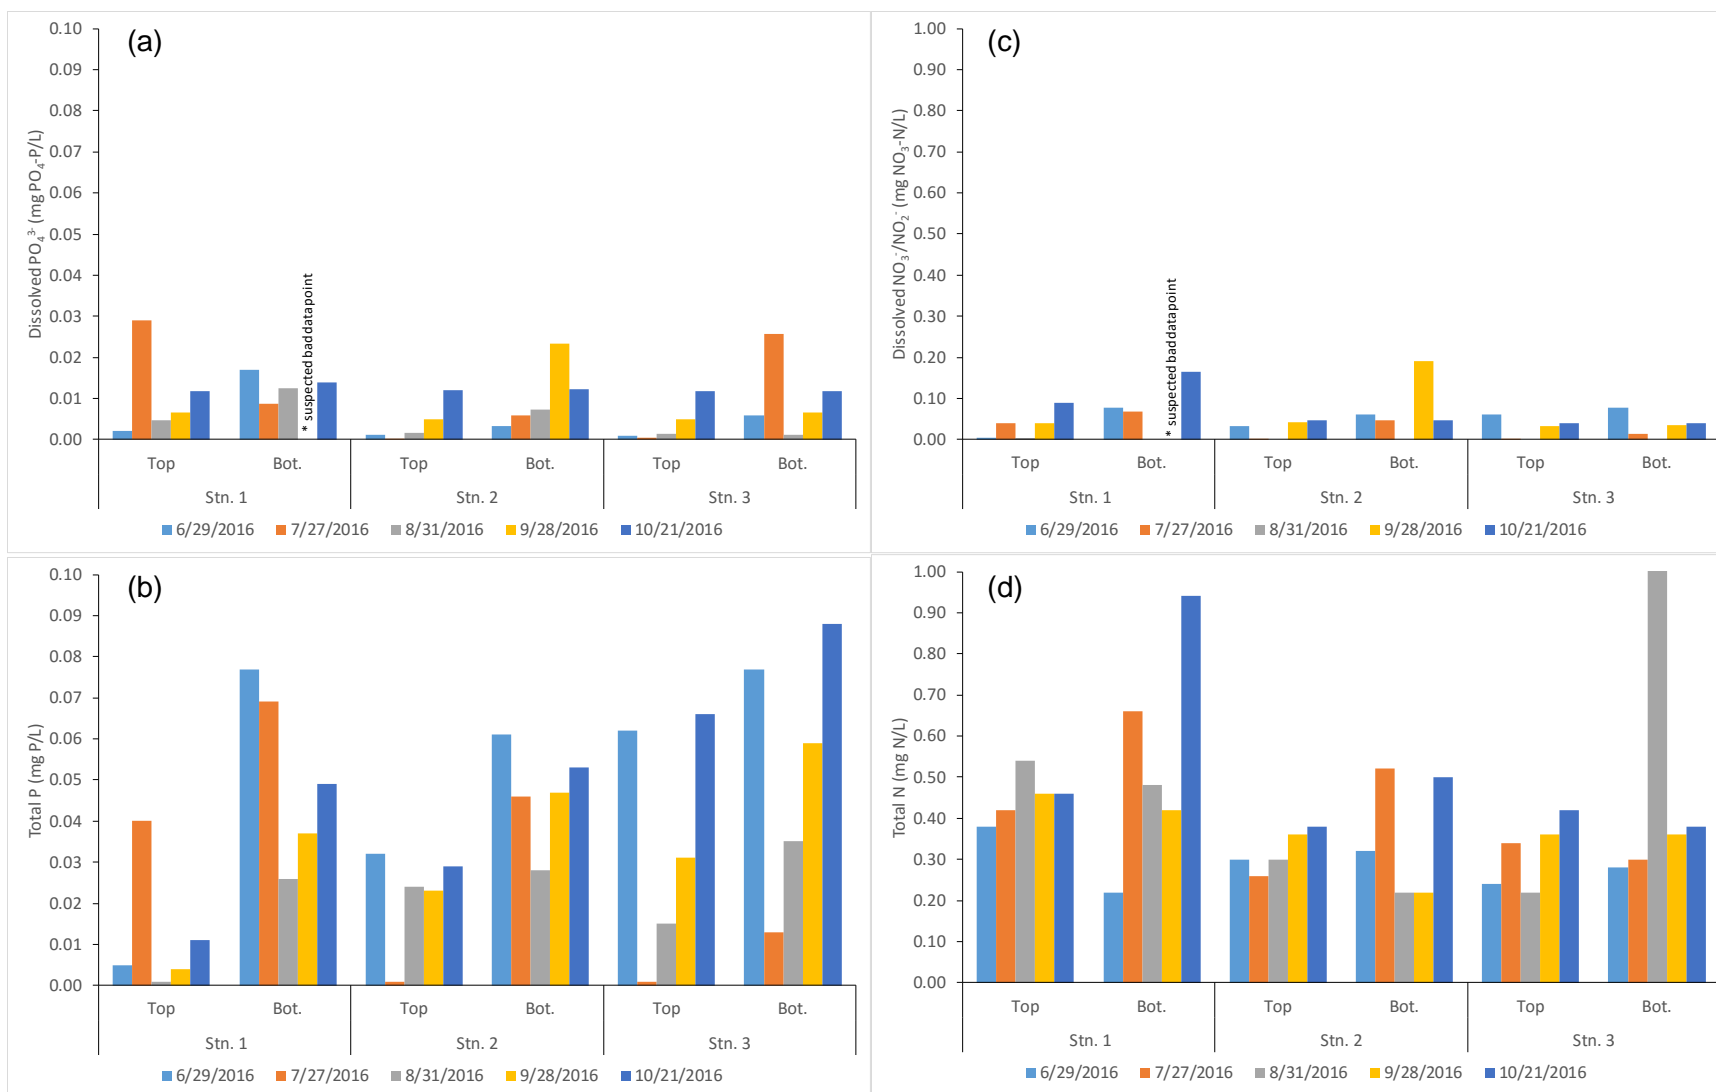 (a)
Dissolved PO₄³⁻ (mg PO₄-P/L)
0.10
0.09
0.08
0.07
0.06
0.05
0.04
0.03
0.02
0.01
0.00
* suspected bad datapoint
Top Bot. Top Bot. Top Bot.
Stn. 1 Stn. 2 Stn. 3
6/29/2016 7/27/2016 8/31/2016 9/28/2016 10/21/2016
(c)
Dissolved NO₃⁻/NO₂⁻ (mg NO₃-N/L)
1.00
0.90
0.80
0.70
0.60
0.50
0.40
0.30
0.20
0.10
0.00
* suspected bad datapoint
Top Bot. Top Bot. Top Bot.
Stn. 1 Stn. 2 Stn. 3
6/29/2016 7/27/2016 8/31/2016 9/28/2016 10/21/2016
(b)
Total P (mg P/L)
0.10
0.09
0.08
0.07
0.06
0.05
0.04
0.03
0.02
0.01
0.00
Top Bot. Top Bot. Top Bot.
Stn. 1 Stn. 2 Stn. 3
6/29/2016 7/27/2016 8/31/2016 9/28/2016 10/21/2016
(d)
Total N (mg N/L)
1.00
0.90
0.80
0.70
0.60
0.50
0.40
0.30
0.20
0.10
0.00
Top Bot. Top Bot. Top Bot.
Stn. 1 Stn. 2 Stn. 3
6/29/2016 7/27/2016 8/31/2016 9/28/2016 10/21/2016